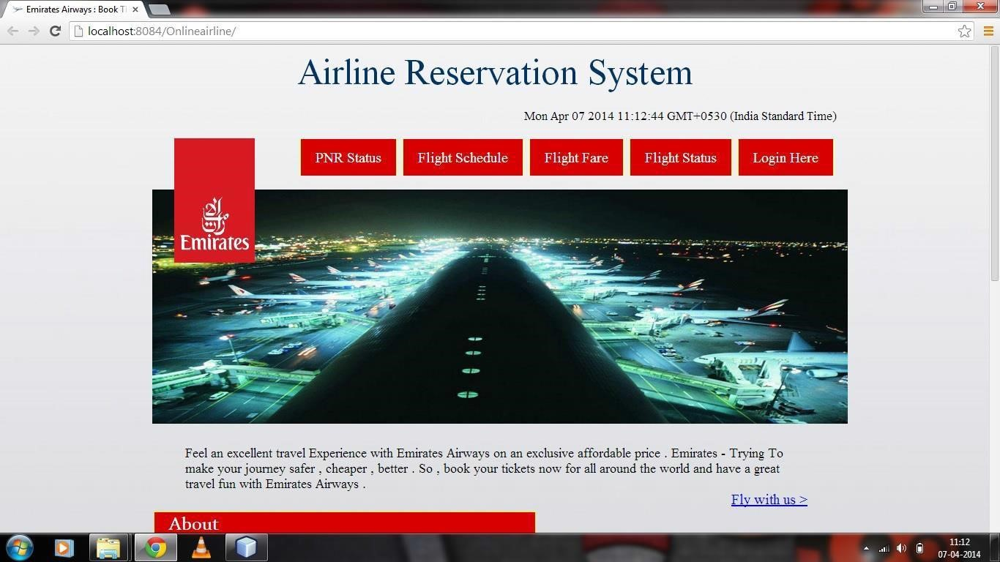 Emirates Airways : Book Ti
localhost:8084/Onlineairline/
Airline Reservation System
Mon Apr 07 2014 11:12:44 GMT+0530 (India Standard Time)
PNR Status Flight Schedule Flight Fare Flight Status Login Here
Emirates
Feel an excellent travel Experience with Emirates Airways on an exclusive affordable price . Emirates - Trying To
make your journey safer , cheaper , better . So , book your tickets now for all around the world and have a great
travel fun with Emirates Airways .
Fly with us >
About
11:12
07-04-2014